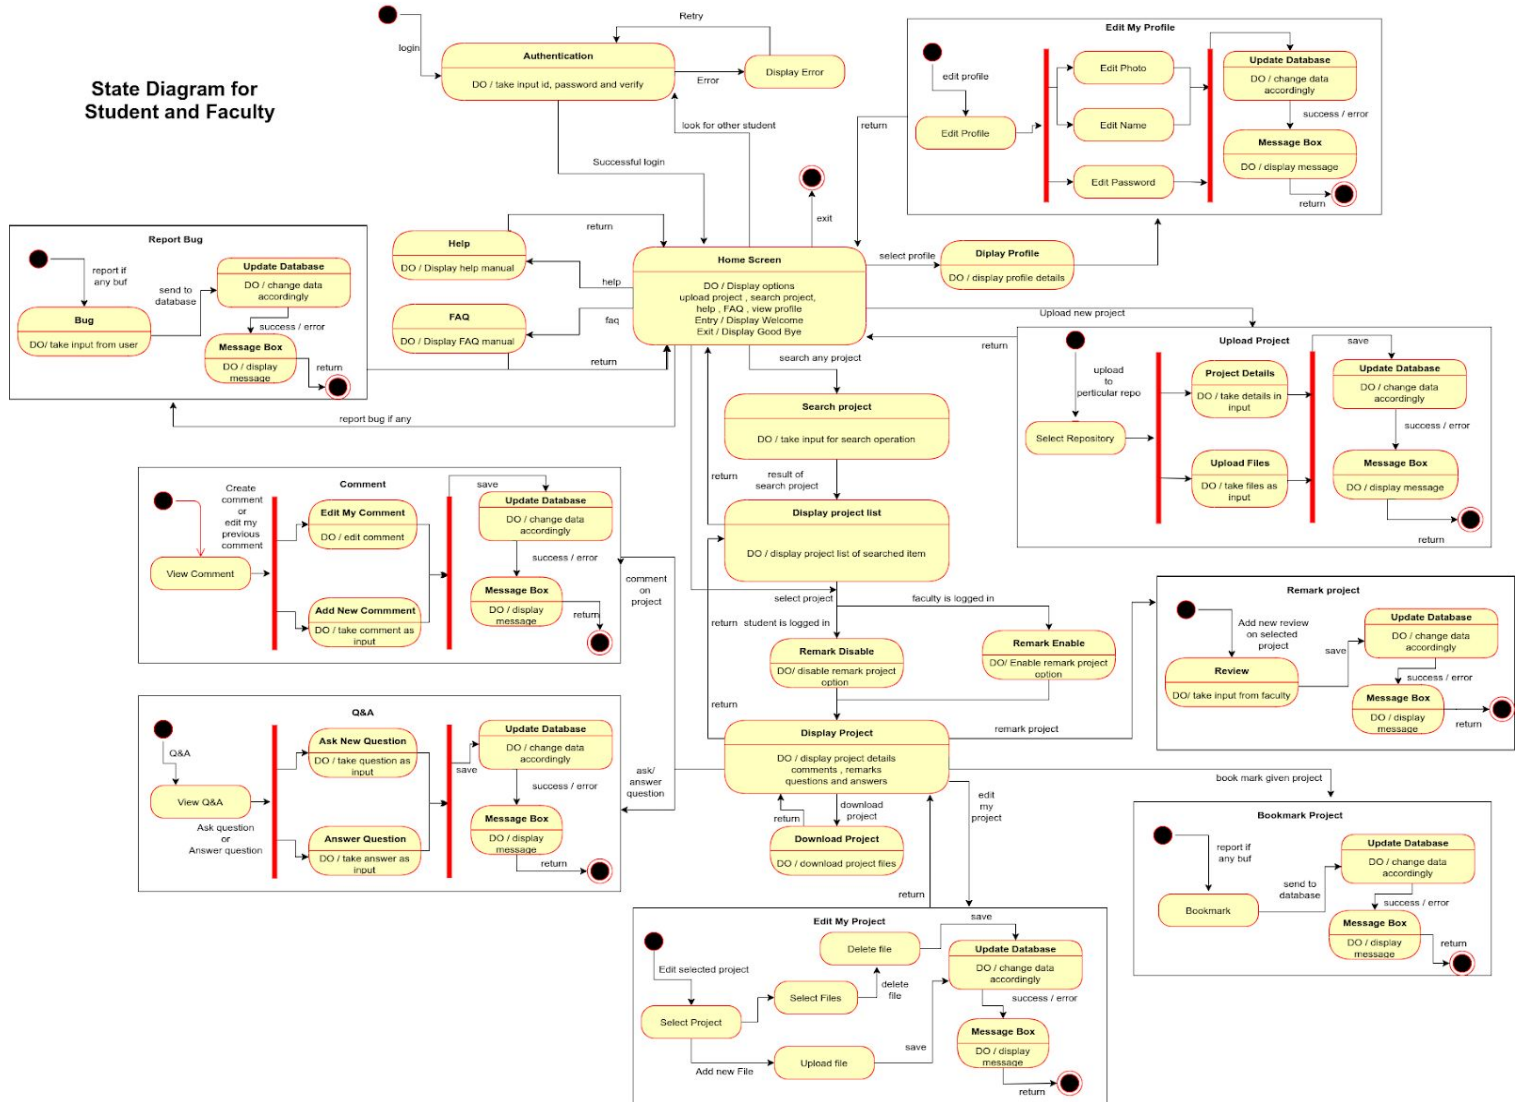 State Diagram for
Student and Faculty
login
Retry
Authentication
DO / take input id, password and verify
Error
Display Error
look for other student
Successful login
exit
Edit My Profile
edit profile
Edit Profile
Edit Photo
Edit Name
Edit Password
Update Database
DO / change data
accordingly
success / error
Message Box
DO / display message
return
return
Report Bug
report if
any buf
Bug
DO/ take input from user
send to
database
Update Database
DO / change data
accordingly
success / error
Message Box
DO / display
message
return
return
Help
DO / Display help manual
help
FAQ
DO / Display FAQ manual
faq
return
report bug if any
Home Screen
DO / Display options
upload project , search project,
help , FAQ , view profile
Entry / Display Welcome
Exit / Display Good Bye
select profile
Diplay Profile
DO / display profile details
Upload new project
return
Upload Project
upload
to
perticular repo
Select Repository
Project Details
DO / take details in
input
Upload Files
DO / take files as
input
save
Update Database
DO / change data
accordingly
success / error
Message Box
DO / display message
return
search any project
Search project
DO / take input for search operation
return
result of
search project
Display project list
DO / display project list of searched item
select project
faculty is logged in
return
student is logged in
Remark Disable
DO/ disable remark project
option
Remark Enable
DO/ Enable remark project
option
return
Comment
Create
comment
or
edit my
previous
comment
View Comment
Edit My Comment
DO / edit comment
Add New Commment
DO / take comment as
input
save
Update Database
DO / change data
accordingly
success / error
Message Box
DO / display
message
return
comment
on
project
Remark project
Add new review
on selected
project
Review
DO/ take input from faculty
save
Update Database
DO / change data
accordingly
success / error
Message Box
DO / display
message
return
Q&A
Q&A
View Q&A
Ask question
or
Answer question
Ask New Question
DO / take question as
input
Answer Question
DO / take answer as
input
save
Update Database
DO / change data
accordingly
success / error
Message Box
DO / display
message
return
ask/
answer
question
Display Project
DO / display project details
comments , remarks
questions and answers
remark project
book mark given project
download
project
return
Download Project
DO / download project files
edit
my
project
return
Bookmark Project
report if
any buf
Bookmark
send to
database
Update Database
DO / change data
accordingly
success / error
Message Box
DO / display
message
return
Edit My Project
Edit selected project
Select Project
Select Files
delete
file
Delete file
save
Add new File
Upload file
save
Update Database
DO / change data
accordingly
success / error
Message Box
DO / display
message
return